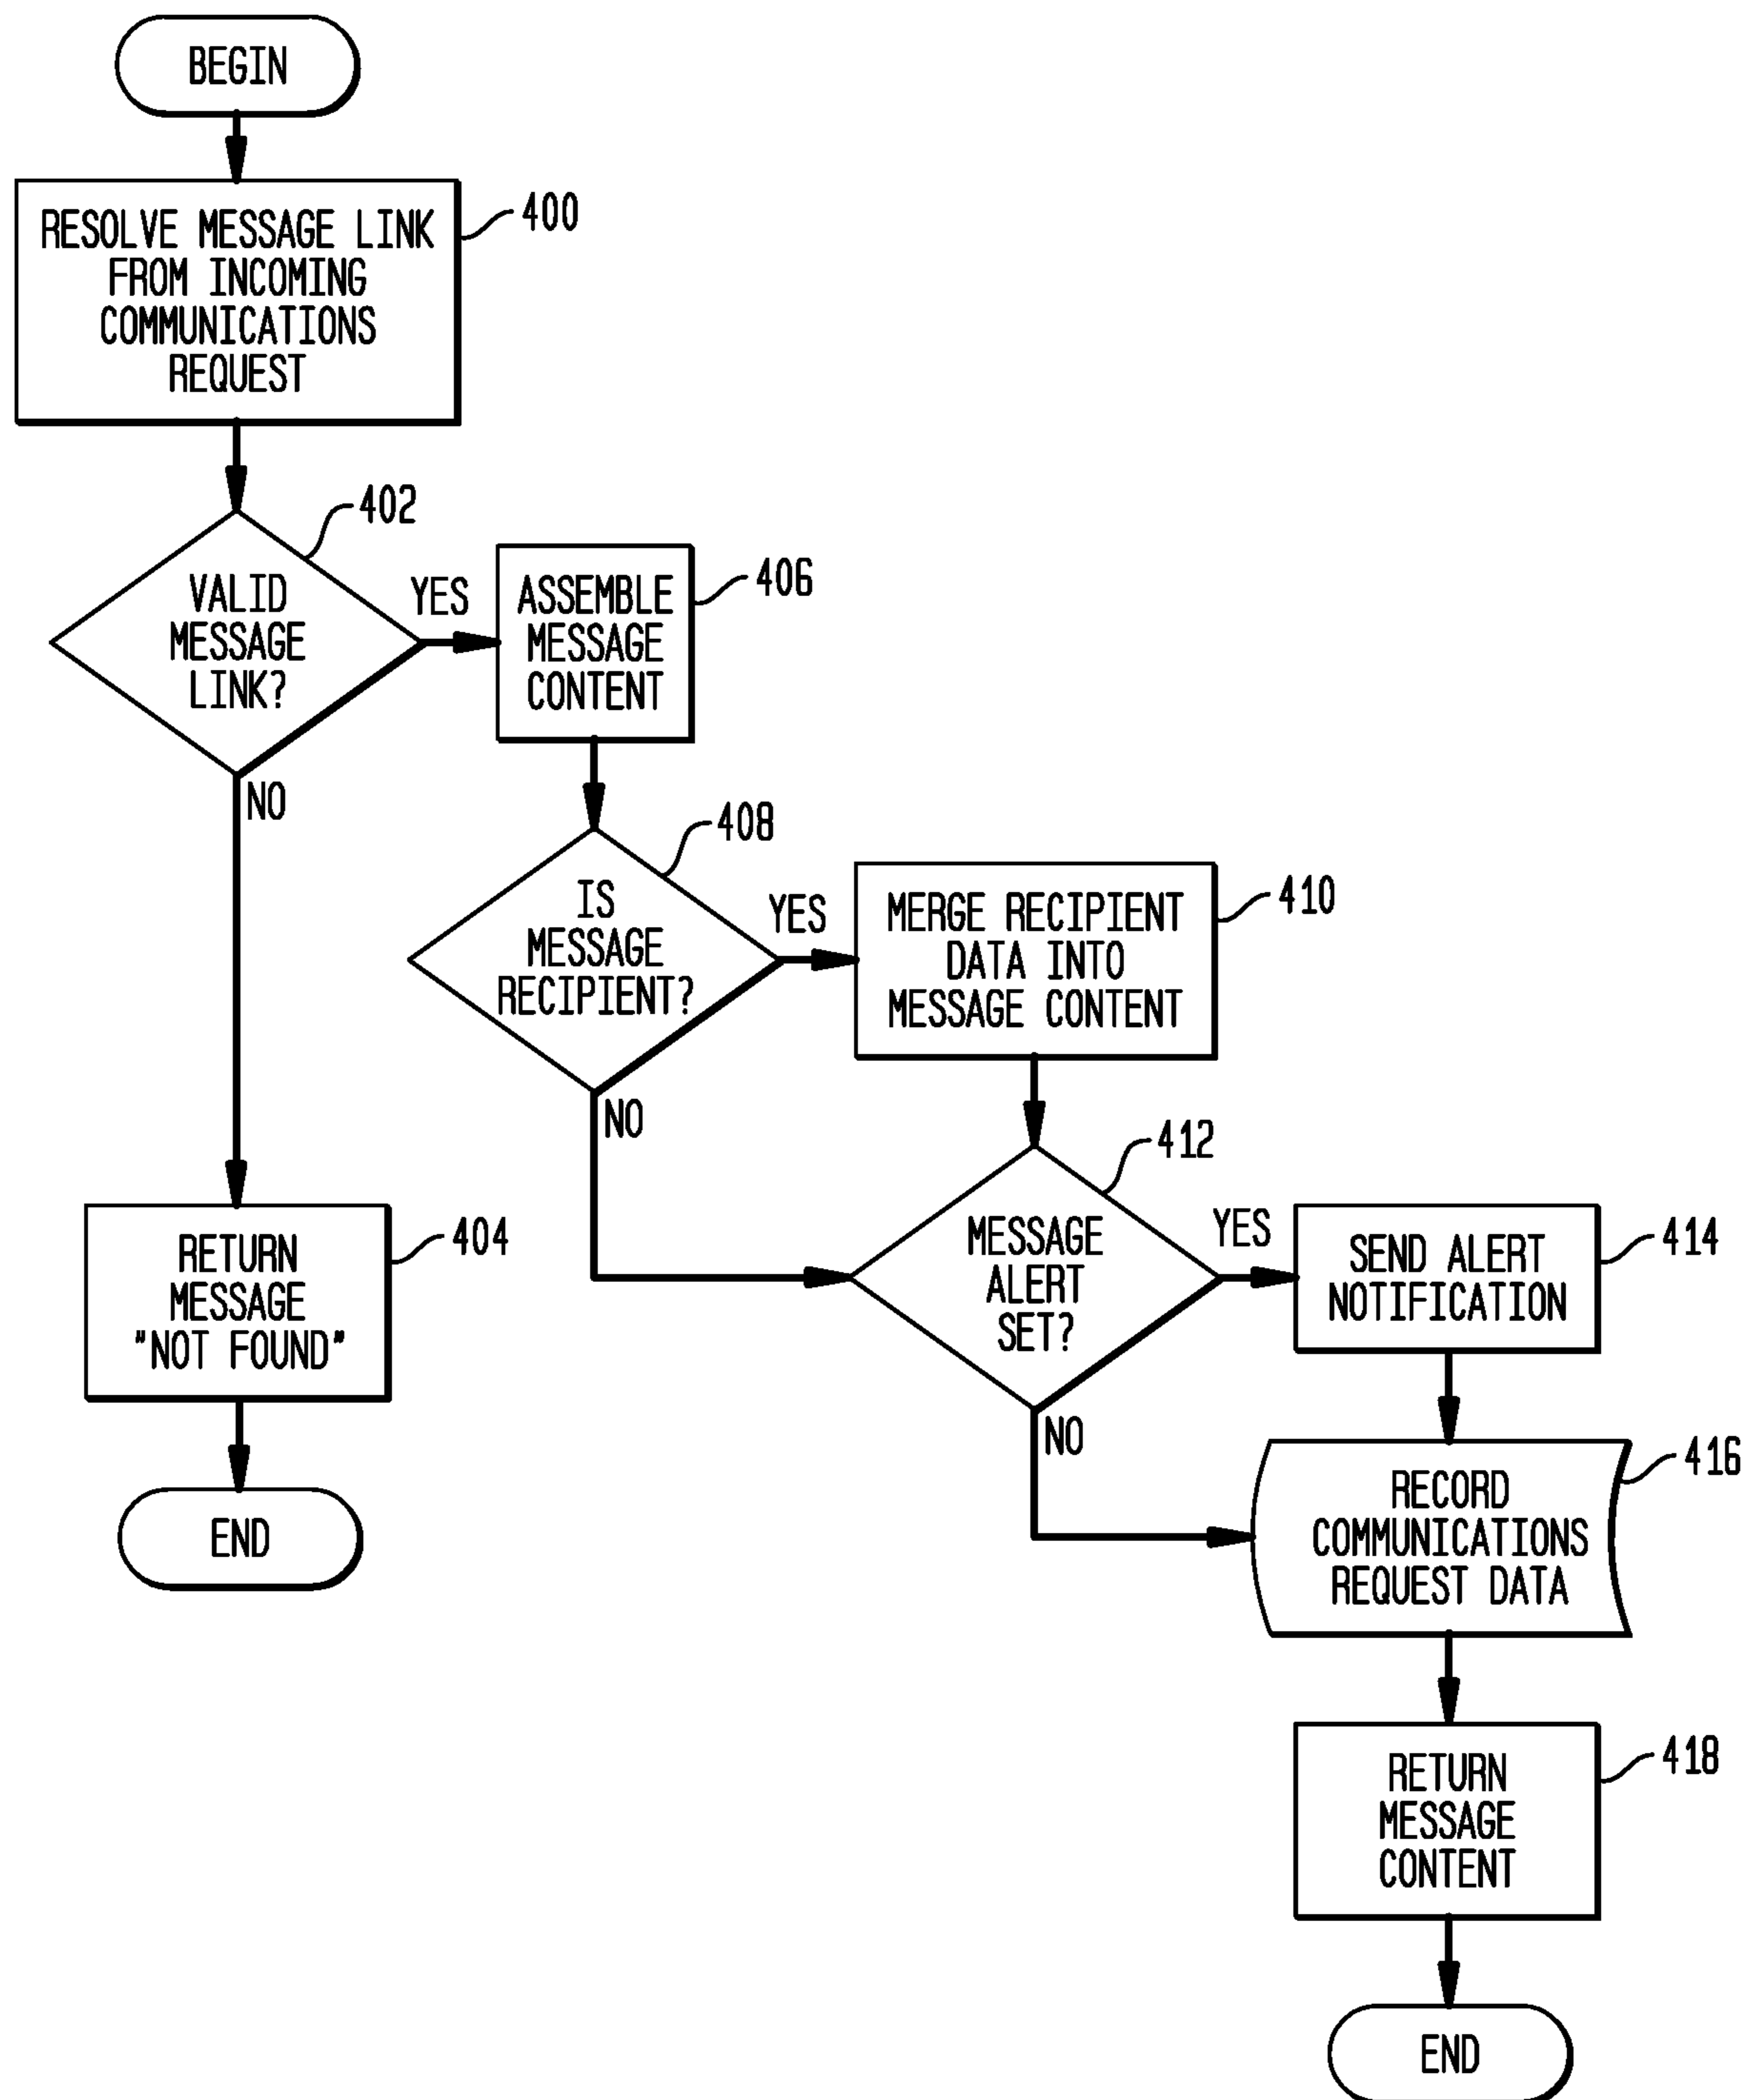 BEGIN
RESOLVE MESSAGE LINK
FROM INCOMING
COMMUNICATIONS
REQUEST
400
VALID
MESSAGE
LINK?
402
YES
NO
ASSEMBLE
MESSAGE
CONTENT
406
IS
MESSAGE
RECIPIENT?
408
YES
NO
MERGE RECIPIENT
DATA INTO
MESSAGE CONTENT
410
RETURN
MESSAGE
"NOT FOUND"
404
END
MESSAGE
ALERT
SET?
412
YES
NO
SEND ALERT
NOTIFICATION
414
RECORD
COMMUNICATIONS
REQUEST DATA
416
RETURN
MESSAGE
CONTENT
418
END